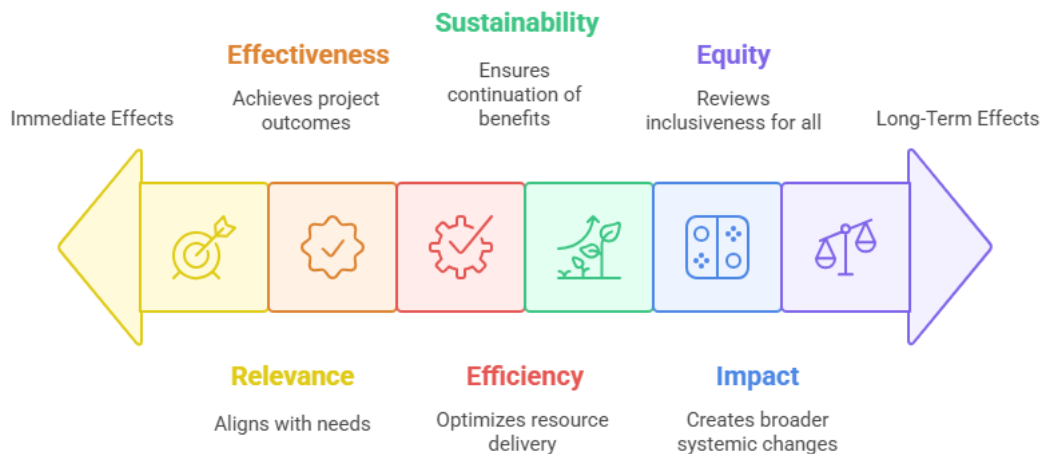 Sustainability
Effectiveness
Equity
Ensures
continuation of
benefits
Achieves project
outcomes
Reviews
inclusiveness for all
Immediate Effects
Long-Term Effects
Relevance
Efficiency
Impact
Aligns with needs
Optimizes resource
delivery
Creates broader
systemic changes